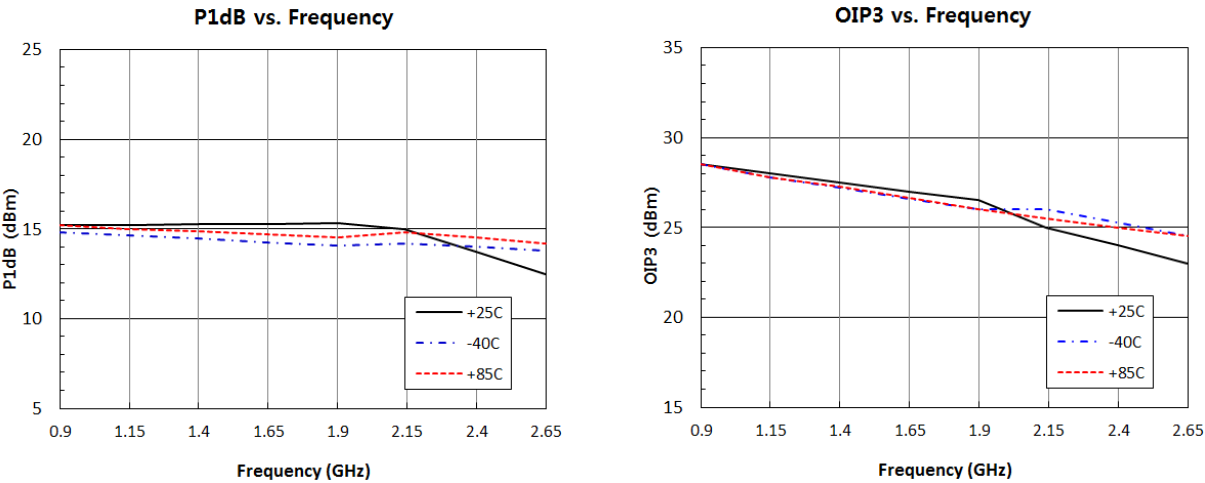 P1dB vs. Frequency
25
20
15
10
5
P1dB (dBm)
+25C
-40C
+85C
0.9 1.15 1.4 1.65 1.9 2.15 2.4 2.65
Frequency (GHz)
OIP3 vs. Frequency
35
30
25
20
15
OIP3 (dBm)
+25C
-40C
+85C
0.9 1.15 1.4 1.65 1.9 2.15 2.4 2.65
Frequency (GHz)